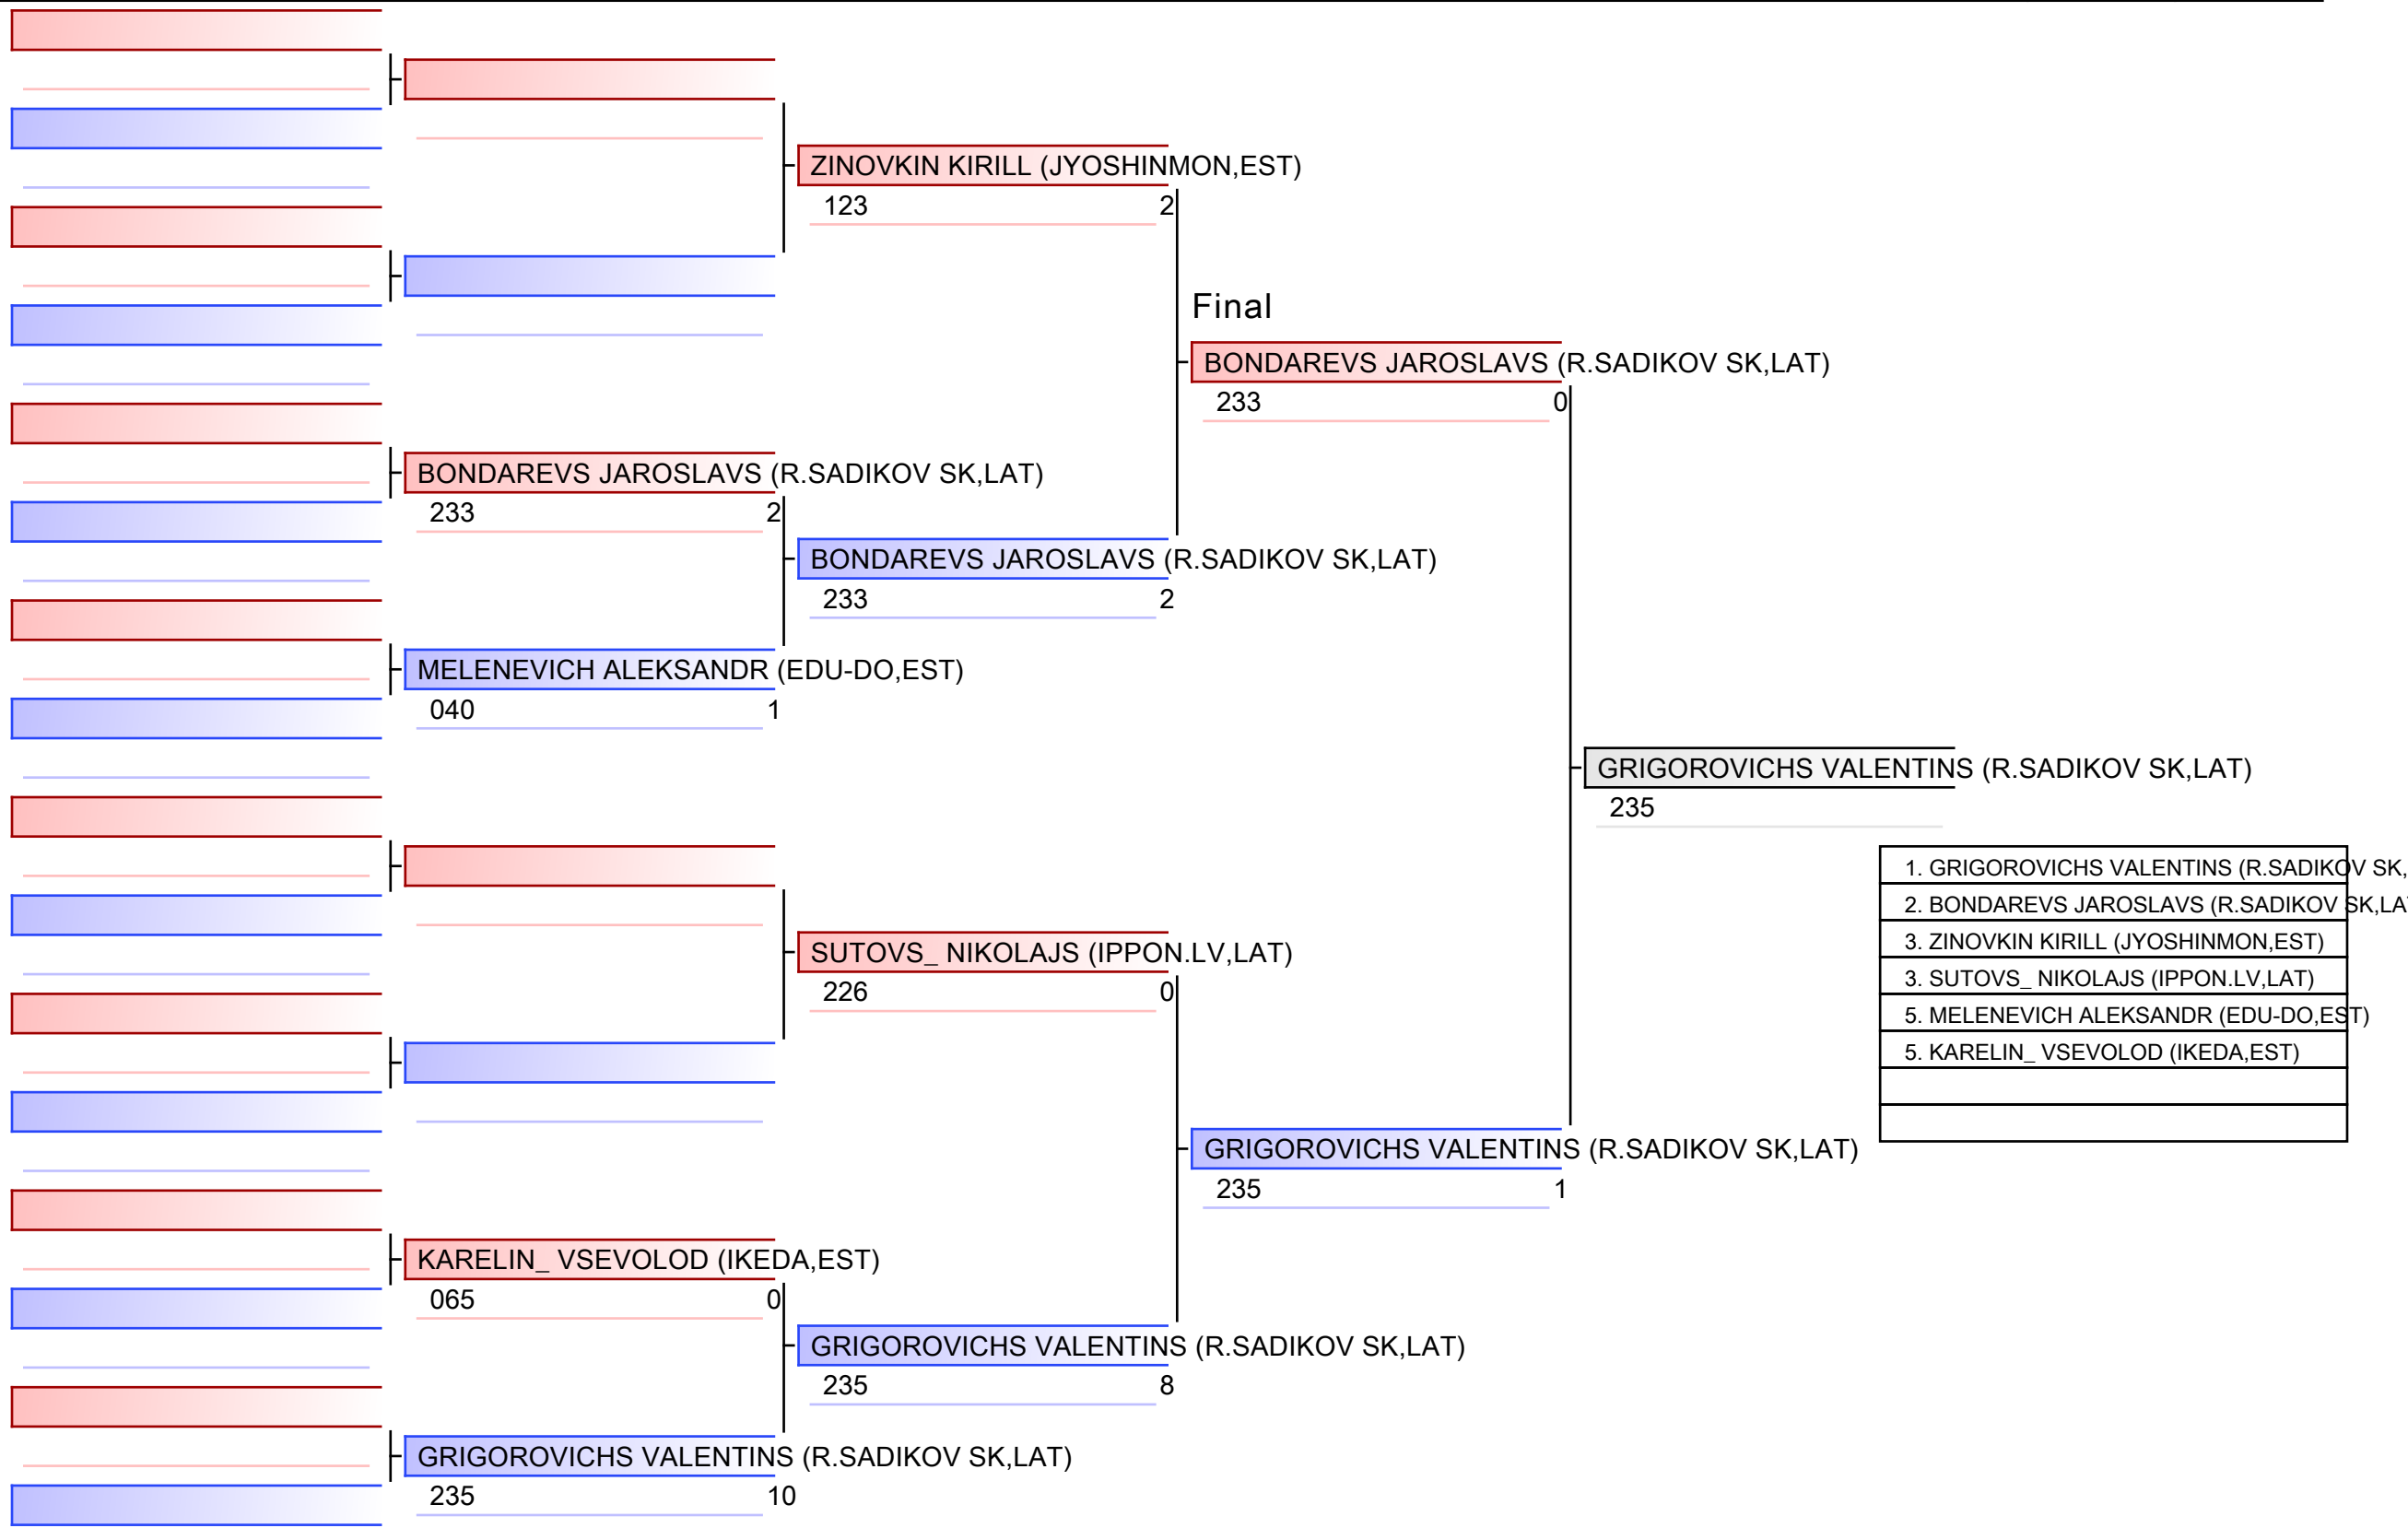 ZINOVKIN KIRILL (JYOSHINMON,EST)
123 2
Final
BONDAREVS JAROSLAVS (R.SADIKOV SK,LAT)
233 0
BONDAREVS JAROSLAVS (R.SADIKOV SK,LAT)
233 2
BONDAREVS JAROSLAVS (R.SADIKOV SK,LAT)
233 2
MELENEVICH ALEKSANDR (EDU-DO,EST)
040 1
GRIGOROVICHS VALENTINS (R.SADIKOV SK,LAT)
235
1. GRIGOROVICHS VALENTINS (R.SADIKOV SK,
2. BONDAREVS JAROSLAVS (R.SADIKOV SK,LA
3. ZINOVKIN KIRILL (JYOSHINMON,EST)
3. SUTOVS_ NIKOLAJS (IPPON.LV,LAT)
5. MELENEVICH ALEKSANDR (EDU-DO,EST)
5. KARELIN_ VSEVOLOD (IKEDA,EST)
SUTOVS_ NIKOLAJS (IPPON.LV,LAT)
226 0
GRIGOROVICHS VALENTINS (R.SADIKOV SK,LAT)
235 1
KARELIN_ VSEVOLOD (IKEDA,EST)
065 0
GRIGOROVICHS VALENTINS (R.SADIKOV SK,LAT)
235 8
GRIGOROVICHS VALENTINS (R.SADIKOV SK,LAT)
235 10